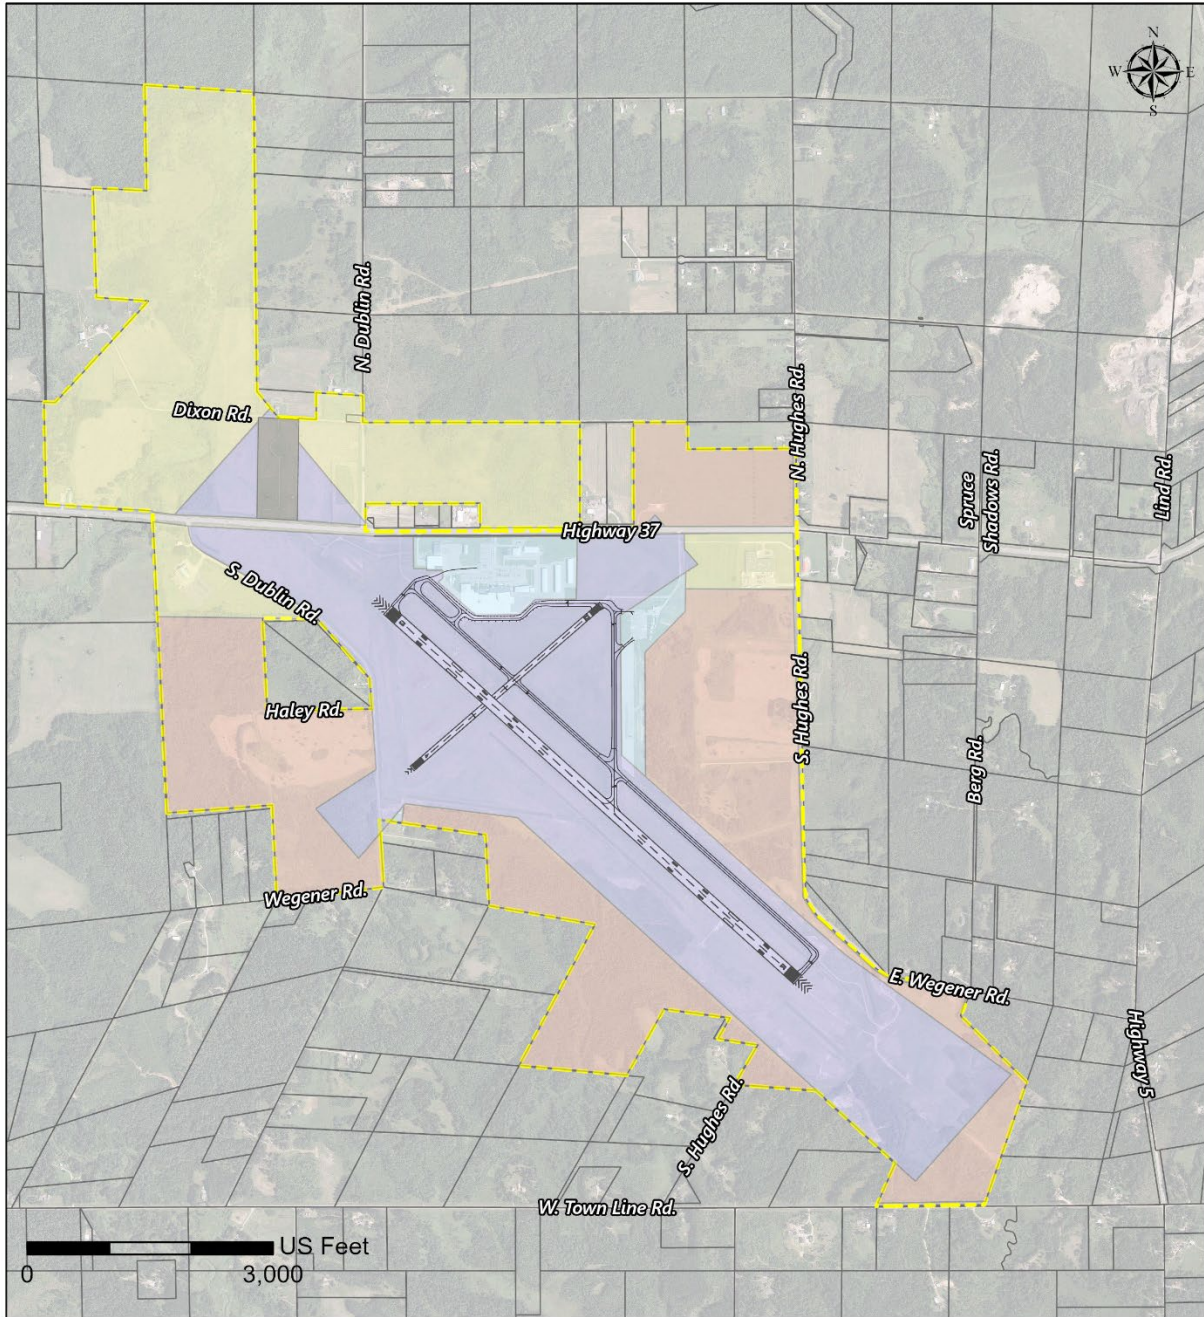 N
W E
S
N. Dublin Rd.
Dixon Rd.
N. Hughes Rd.
Spruce
Shadows Rd.
Lind Rd.
Highway 37
S. Dublin Rd.
Haley Rd.
S. Hughes Rd.
Berg Rd.
Wegener Rd.
E. Wegener Rd.
Highway 5
S. Hughes Rd.
W. Town Line Rd.
US Feet
0 3,000